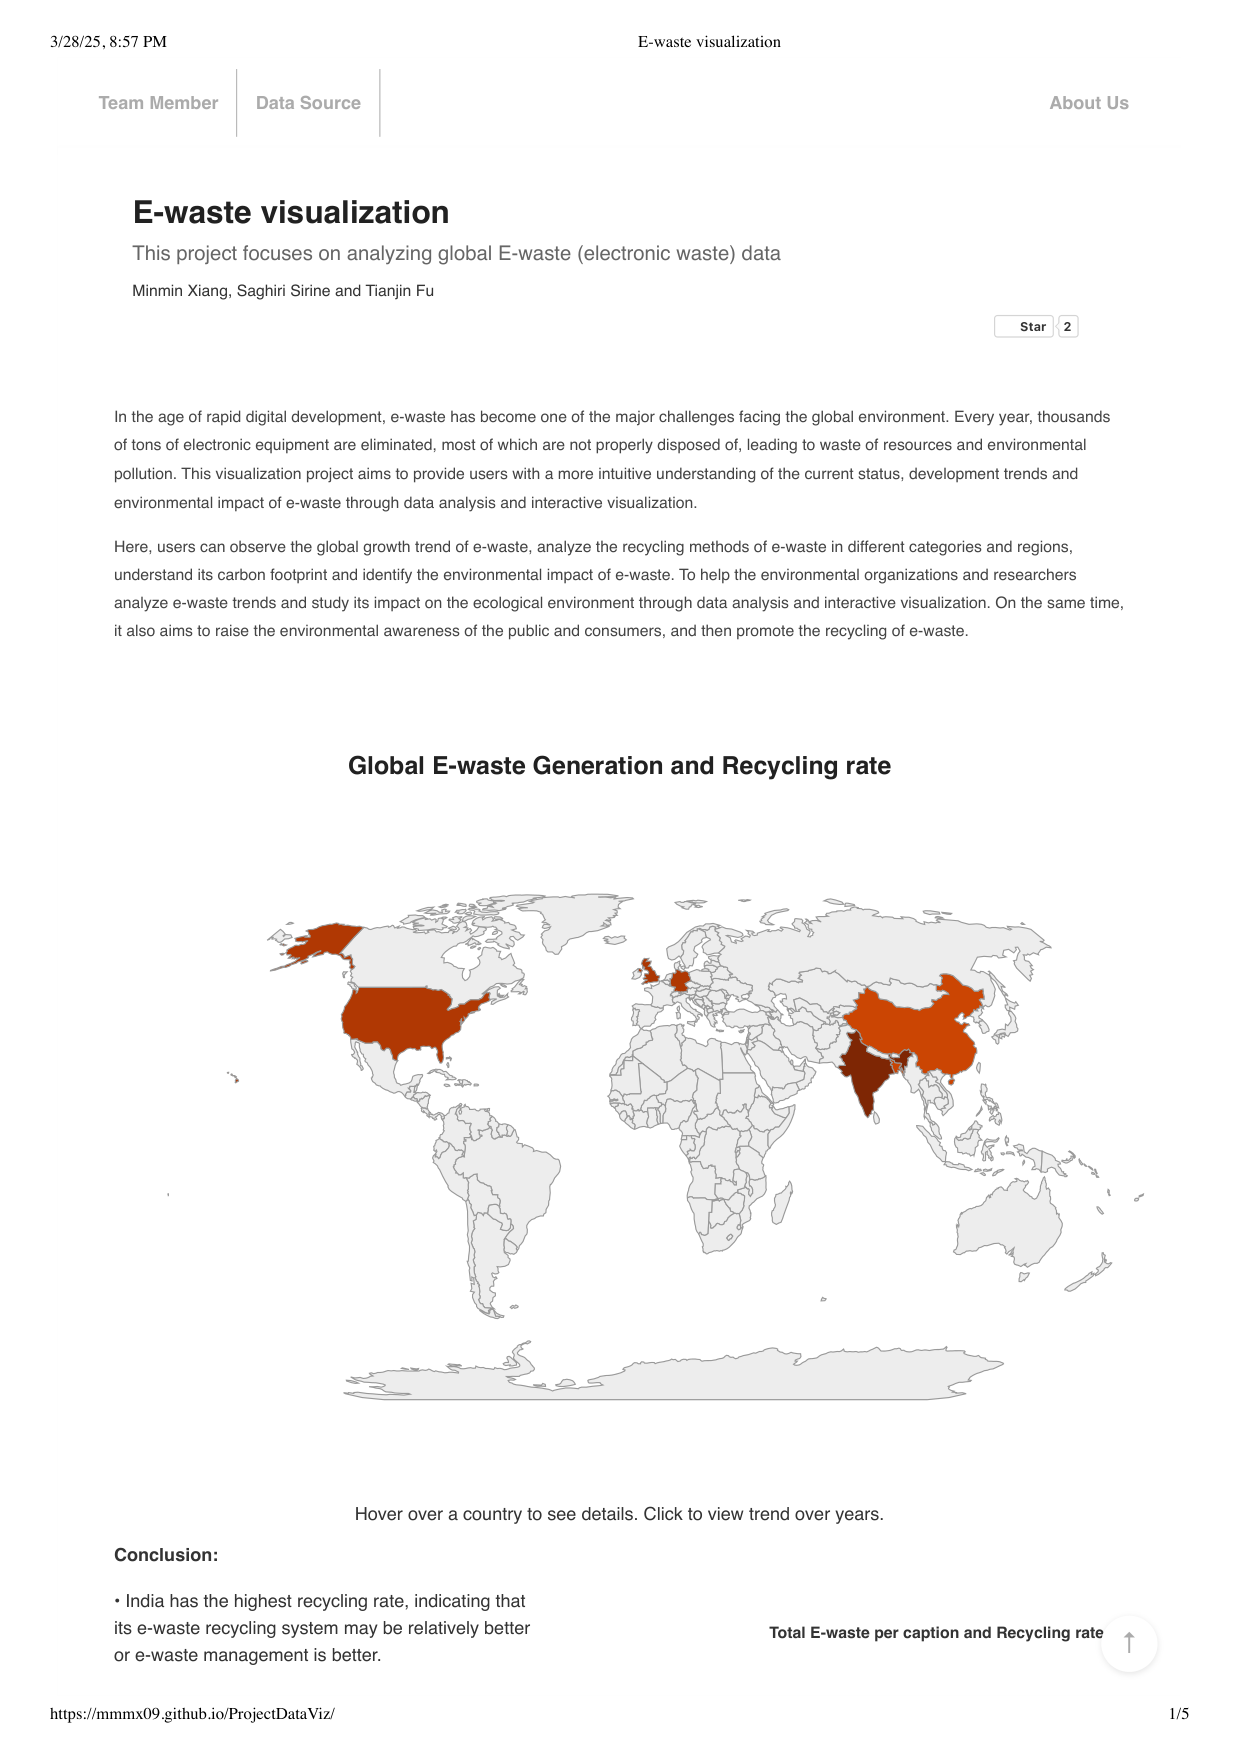 3/28/25, 8:57 PM
E-waste visualization
Team Member
Data Source
About Us
E-waste visualization
This project focuses on analyzing global E-waste (electronic waste) data
Minmin Xiang, Saghiri Sirine and Tianjin Fu
Star 2
In the age of rapid digital development, e-waste has become one of the major challenges facing the global environment. Every year, thousands
of tons of electronic equipment are eliminated, most of which are not properly disposed of, leading to waste of resources and environmental
pollution. This visualization project aims to provide users with a more intuitive understanding of the current status, development trends and
environmental impact of e-waste through data analysis and interactive visualization.
Here, users can observe the global growth trend of e-waste, analyze the recycling methods of e-waste in different categories and regions,
understand its carbon footprint and identify the environmental impact of e-waste. To help the environmental organizations and researchers
analyze e-waste trends and study its impact on the ecological environment through data analysis and interactive visualization. On the same time,
it also aims to raise the environmental awareness of the public and consumers, and then promote the recycling of e-waste.
Global E-waste Generation and Recycling rate
Hover over a country to see details. Click to view trend over years.
Conclusion:
• India has the highest recycling rate, indicating that
its e-waste recycling system may be relatively better
or e-waste management is better.
Total E-waste per caption and Recycling rate
↑
https://mmmx09.github.io/ProjectDataViz/
1/5